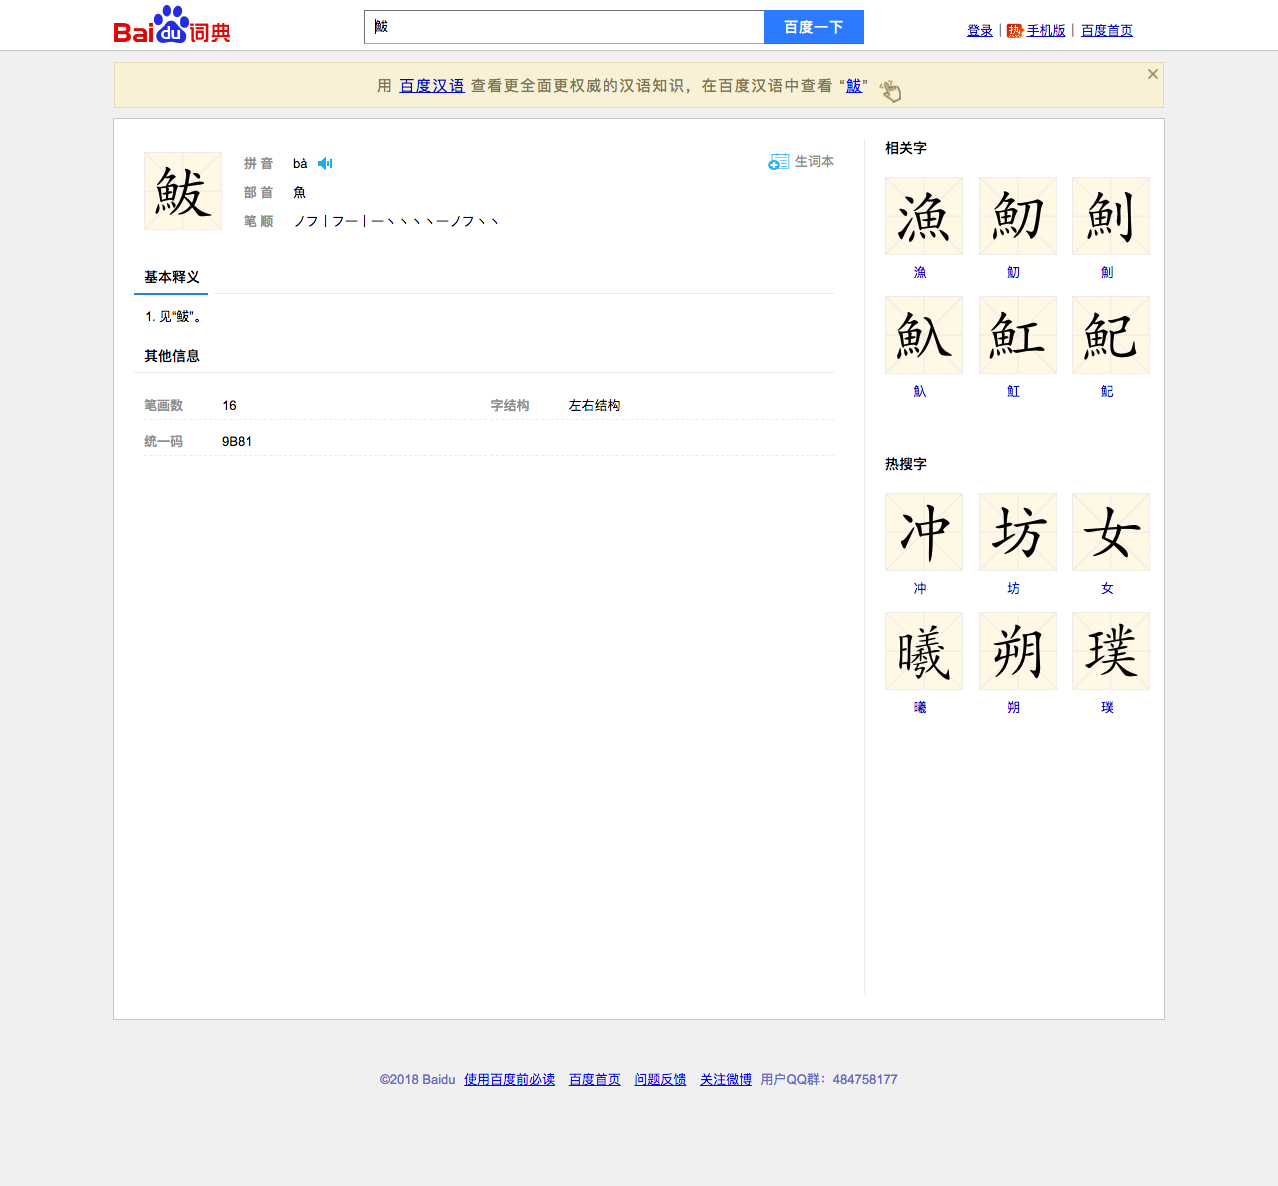 Bai du 词典
鮁
百度一下
登录 | 热 手机版 | 百度首页
用 百度汉语 查看更全面更权威的汉语知识，在百度汉语中查看 “鮁”
鮁
拼 音 bà
生词本
部 首 魚
笔 顺 ノフ丨フ一丨一丶丶丶丶一ノフ丶丶
基本释义
1. 见“鲅”。
其他信息
笔画数 16 字结构 左右结构
统一码 9B81
相关字
漁 魛 魝
漁 魛 魝
魞 魟 魢
魞 魟 魢
热搜字
冲 坊 女
冲 坊 女
曦 朔 璞
曦 朔 璞
©2018 Baidu 使用百度前必读 百度首页 问题反馈 关注微博 用户QQ群：484758177